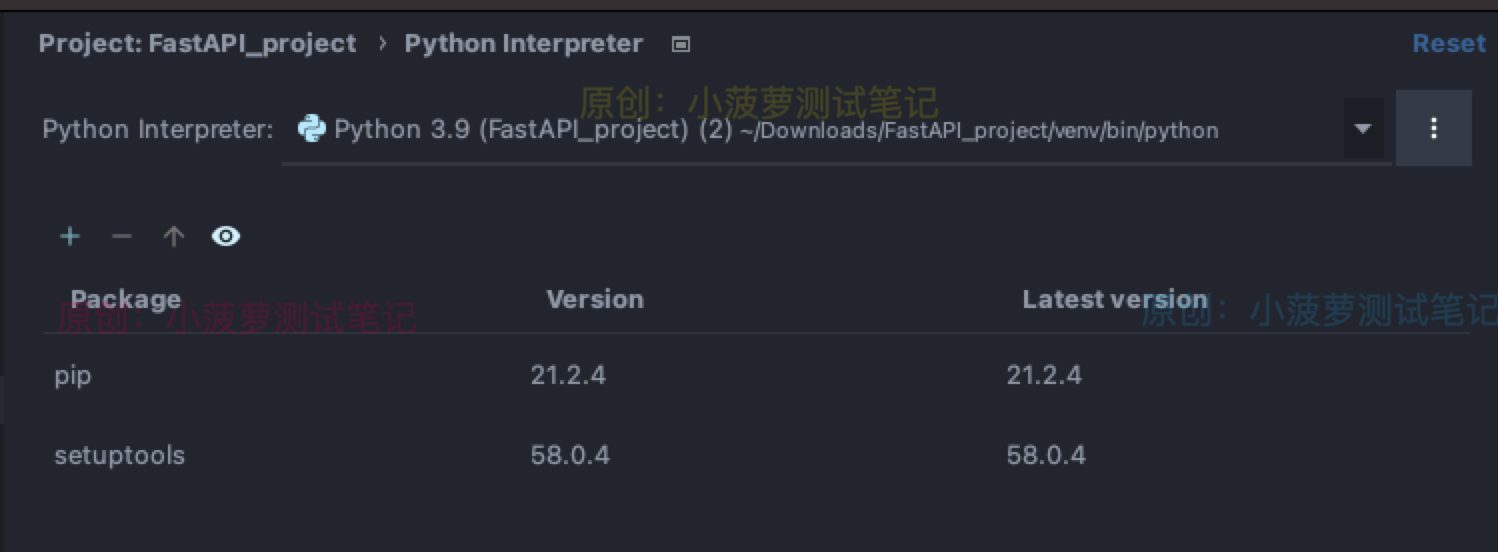 Project: FastAPI_project › Python Interpreter
Reset
原创：小菠萝测试笔记
Python Interpreter: Python 3.9 (FastAPI_project) (2) ~/Downloads/FastAPI_project/venv/bin/python
Package Version Latest version
原创：小菠萝测试笔记
原创：小菠萝测试笔记
pip 21.2.4 21.2.4
setuptools 58.0.4 58.0.4